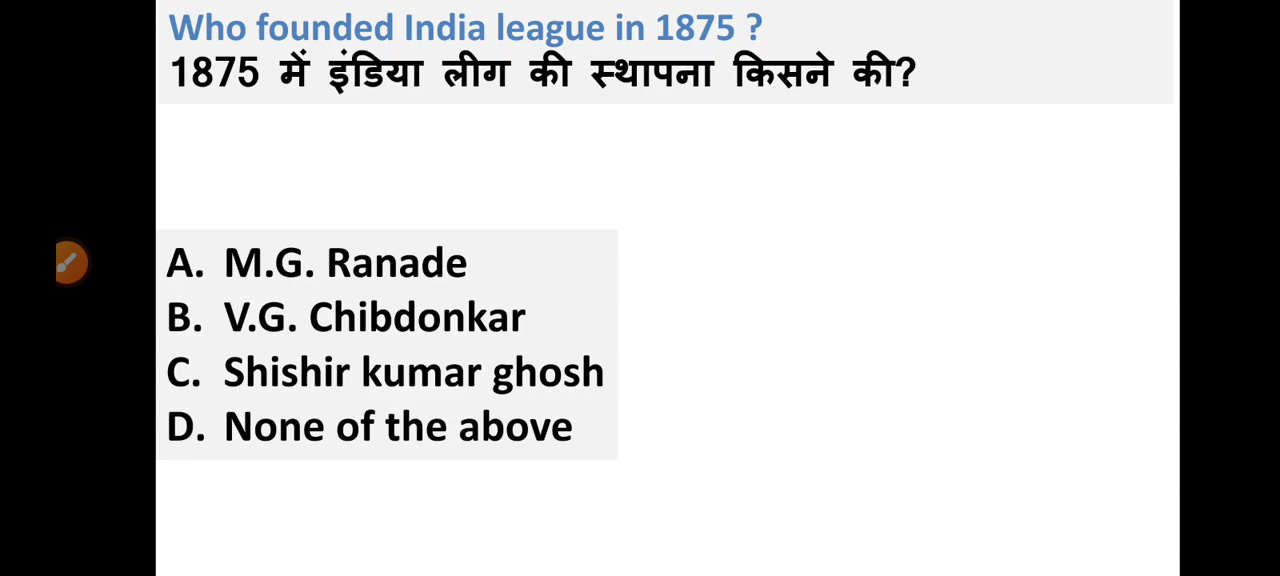 Who founded India league in 1875 ?
1875 में इंडिया लीग की स्थापना किसने की?
A. M.G. Ranade
B. V.G. Chibdonkar
C. Shishir kumar ghosh
D. None of the above